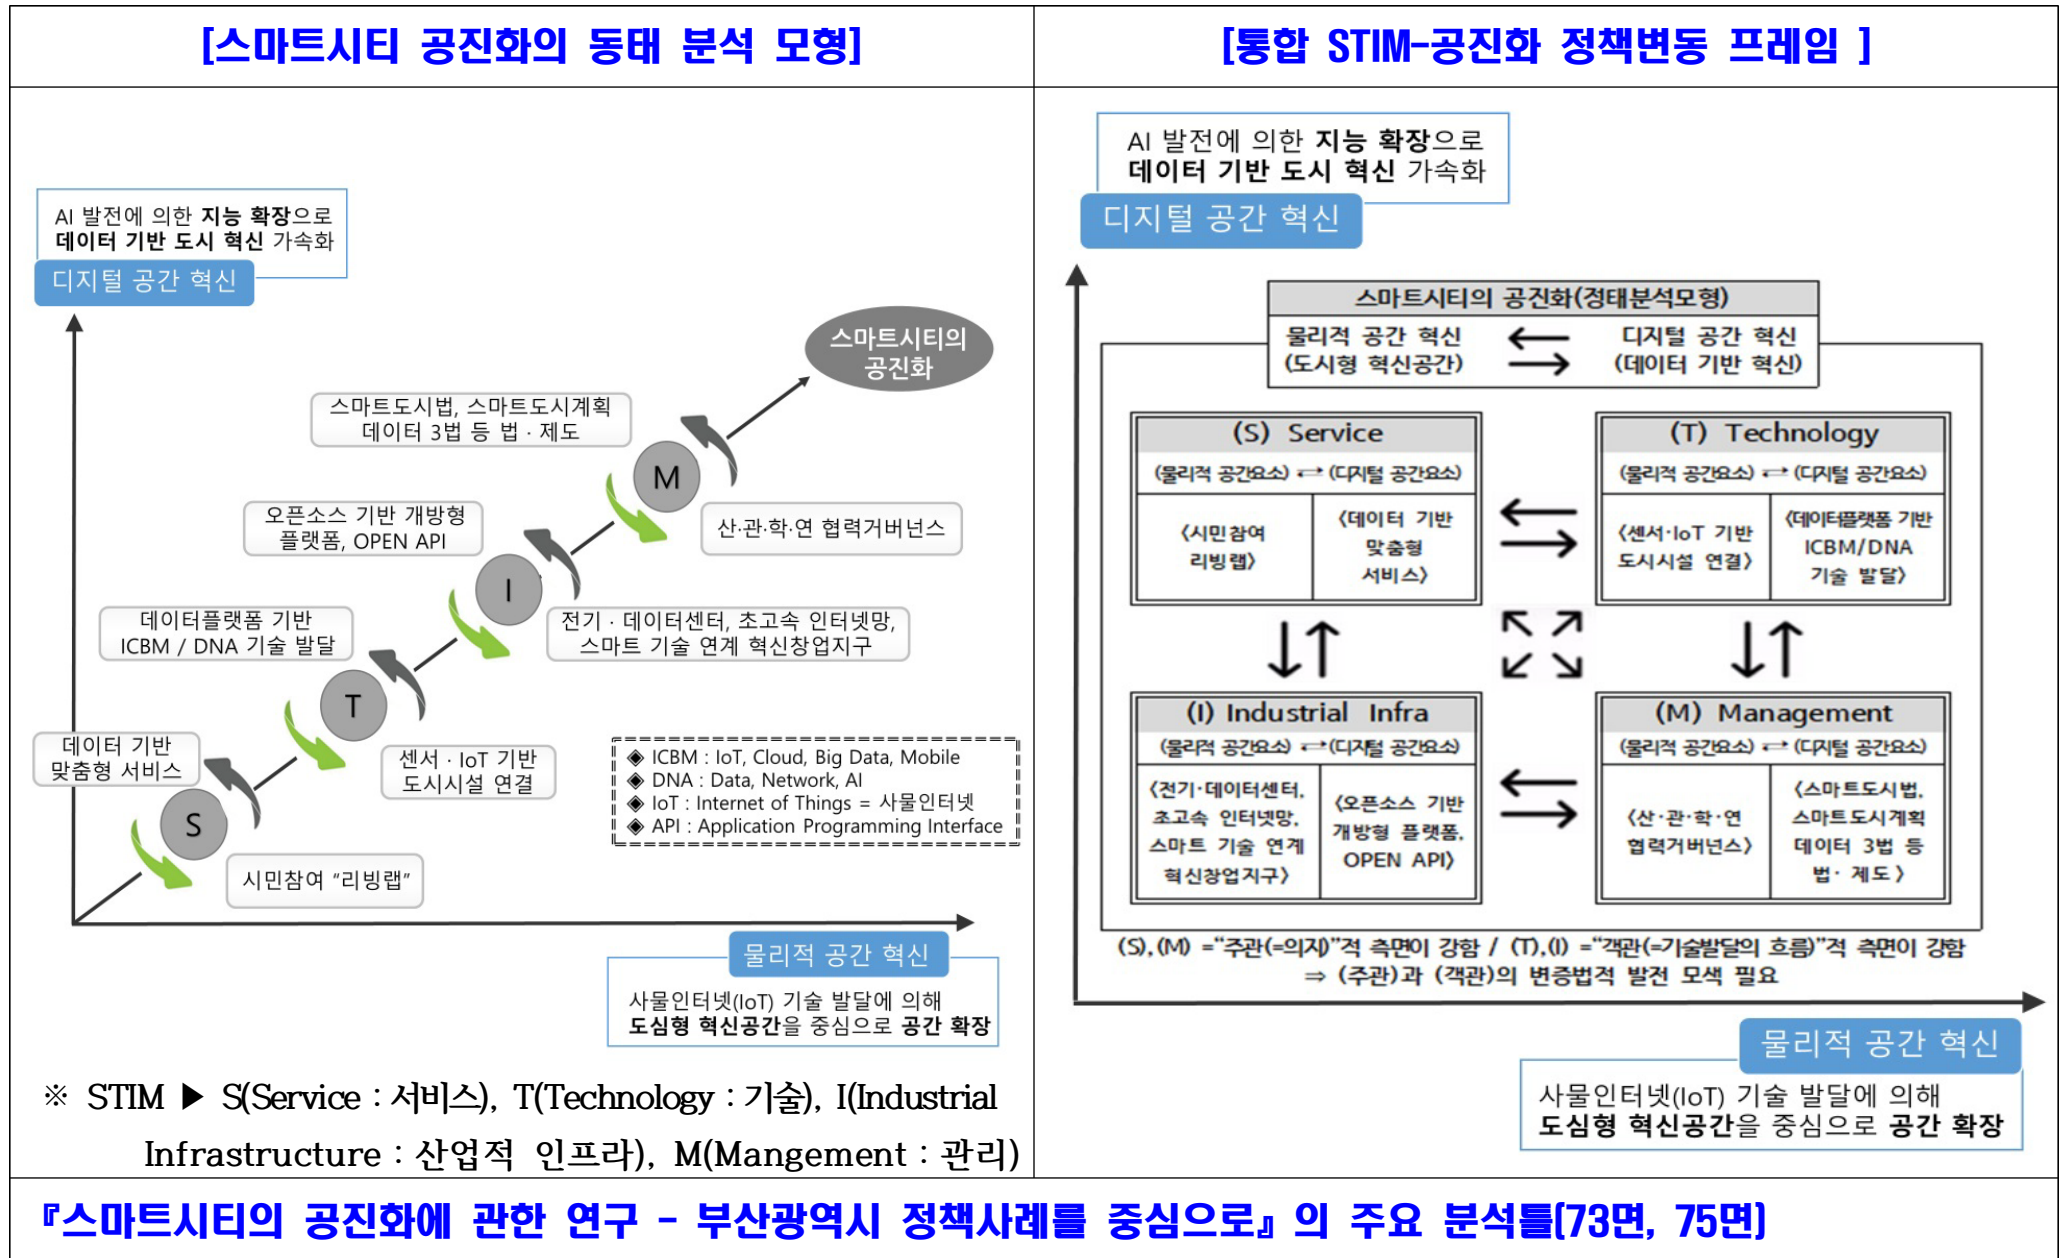 [스마트시티 공진화의 동태 분석 모형]
AI 발전에 의한 지능 확장으로
데이터 기반 도시 혁신 가속화
디지털 공간 혁신
스마트시티의
공진화
스마트도시법, 스마트도시계획
데이터 3법 등 법 · 제도
M
산·관·학·연 협력거버넌스
오픈소스 기반 개방형
플랫폼, OPEN API
I
전기 · 데이터센터, 초고속 인터넷망,
스마트 기술 연계 혁신창업지구
데이터플랫폼 기반
ICBM / DNA 기술 발달
T
센서 · IoT 기반
도시시설 연결
데이터 기반
맞춤형 서비스
S
시민참여 “리빙랩”
◈ ICBM : IoT, Cloud, Big Data, Mobile
◈ DNA : Data, Network, AI
◈ IoT : Internet of Things = 사물인터넷
◈ API : Application Programming Interface
물리적 공간 혁신
사물인터넷(IoT) 기술 발달에 의해
도심형 혁신공간을 중심으로 공간 확장
※ STIM ▶ S(Service : 서비스), T(Technology : 기술), I(Industrial
Infrastructure : 산업적 인프라), M(Mangement : 관리)
[통합 STIM-공진화 정책변동 프레임 ]
AI 발전에 의한 지능 확장으로
데이터 기반 도시 혁신 가속화
디지털 공간 혁신
스마트시티의 공진화(정태분석모형)
물리적 공간 혁신
(도시형 혁신공간)
디지털 공간 혁신
(데이터 기반 혁신)
(S) Service
(물리적 공간요소) ⇄ (디지털 공간요소)
〈시민참여
리빙랩〉
〈데이터 기반
맞춤형
서비스〉
(T) Technology
(물리적 공간요소) ⇄ (디지털 공간요소)
〈센서·IoT 기반
도시시설 연결〉
〈데이터플랫폼 기반
ICBM/DNA
기술 발달〉
(I) Industrial Infra
(물리적 공간요소) ⇄ (디지털 공간요소)
〈전기·데이터센터,
초고속 인터넷망,
스마트 기술 연계
혁신창업지구〉
〈오픈소스 기반
개방형 플랫폼,
OPEN API〉
(M) Management
(물리적 공간요소) ⇄ (디지털 공간요소)
〈산·관·학·연
협력거버넌스〉
〈스마트도시법,
스마트도시계획
데이터 3법 등
법· 제도 〉
(S),(M) =“주관(=의지)”적 측면이 강함 / (T),(I) =“객관(=기술발달의 흐름)”적 측면이 강함
⇒ (주관)과 (객관)의 변증법적 발전 모색 필요
물리적 공간 혁신
사물인터넷(IoT) 기술 발달에 의해
도심형 혁신공간을 중심으로 공간 확장
『스마트시티의 공진화에 관한 연구 - 부산광역시 정책사례를 중심으로』의 주요 분석틀(73면, 75면)